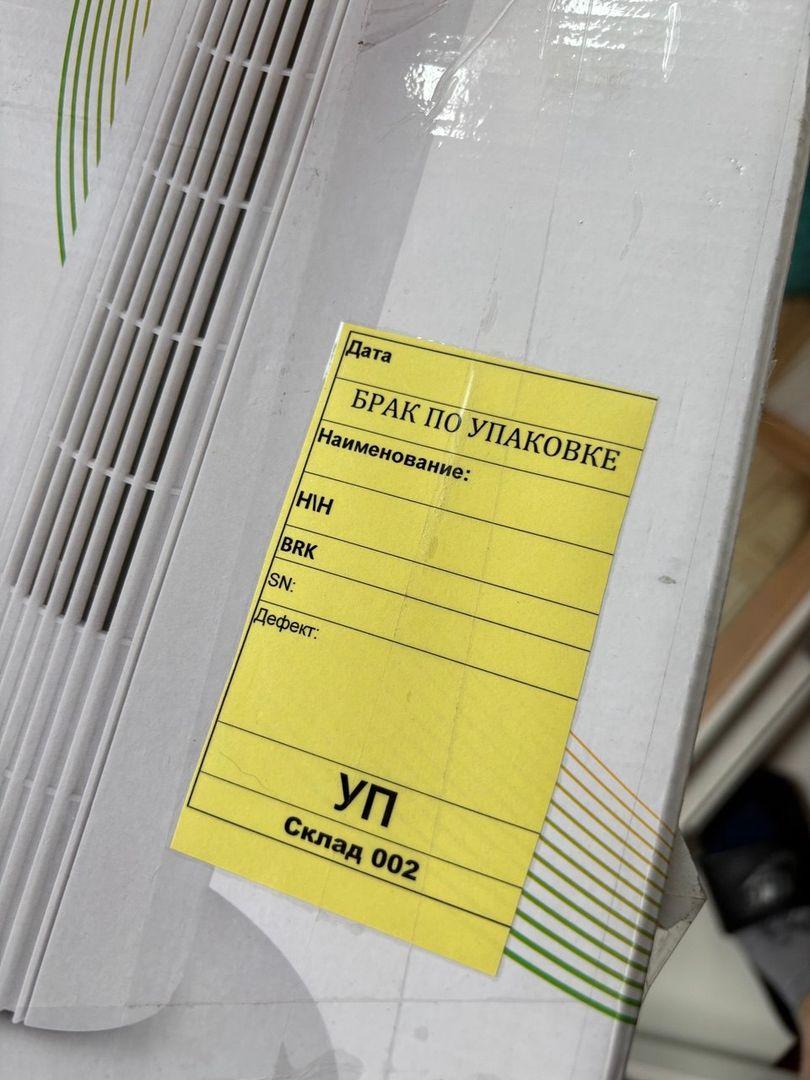 Дата
БРАК ПО УПАКОВКЕ
Наименование:
Н\Н
BRK
SN:
Дефект:
УП
Склад 002